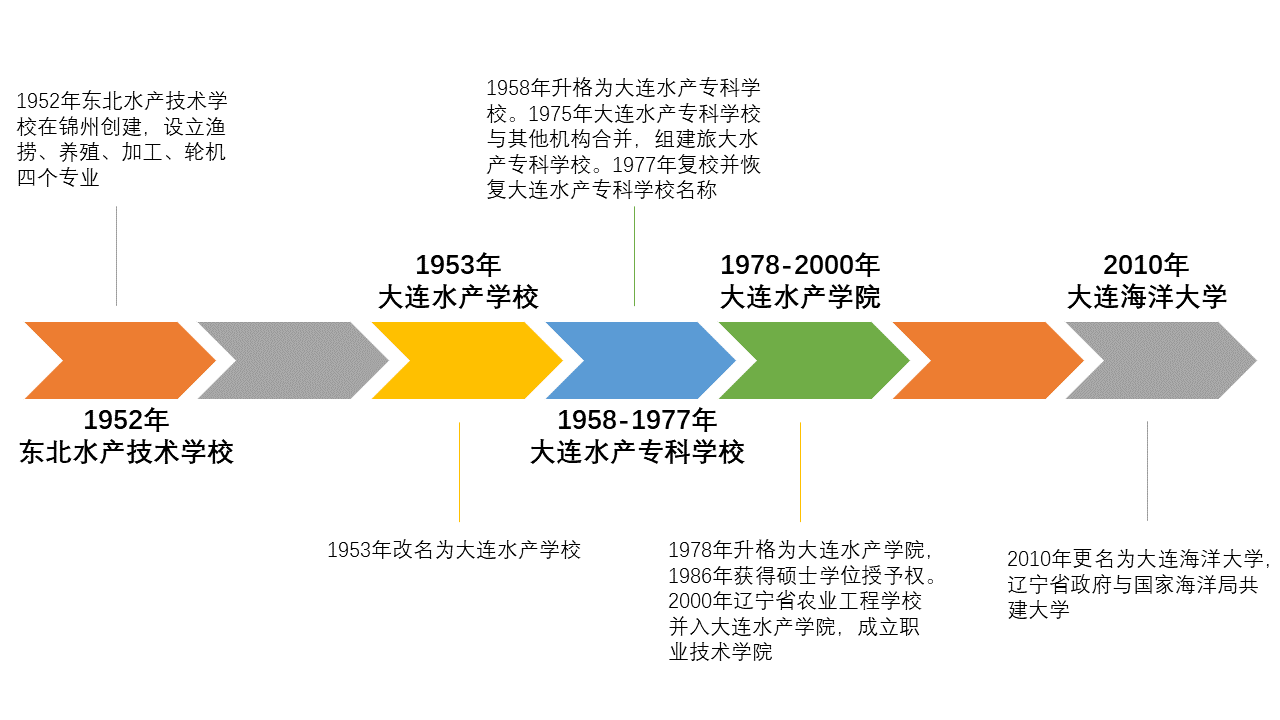 1952年东北水产技术学
校在锦州创建，设立渔
捞、养殖、加工、轮机
四个专业
1952年
东北水产技术学校
1953年
大连水产学校
1953年改名为大连水产学校
1958年升格为大连水产专科学
校。1975年大连水产专科学校
与其他机构合并，组建旅大水
产专科学校。1977年复校并恢
复大连水产专科学校名称
1958-1977年
大连水产专科学校
1978-2000年
大连水产学院
1978年升格为大连水产学院，
1986年获得硕士学位授予权。
2000年辽宁省农业工程学校
并入大连水产学院，成立职
业技术学院
2010年
大连海洋大学
2010年更名为大连海洋大学，
辽宁省政府与国家海洋局共
建大学